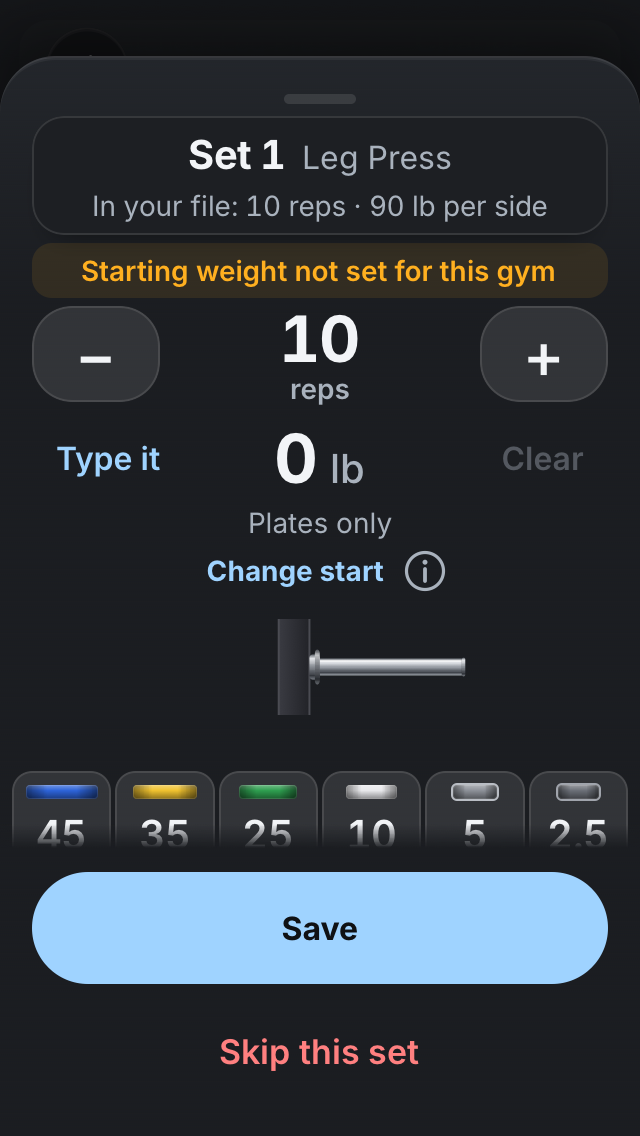 Set 1 Leg Press
In your file: 10 reps · 90 lb per side
Starting weight not set for this gym
− 10 +
reps
Type it 0 lb Clear
Plates only
Change start
45 35 25 10 5 2.5
Save
Skip this set